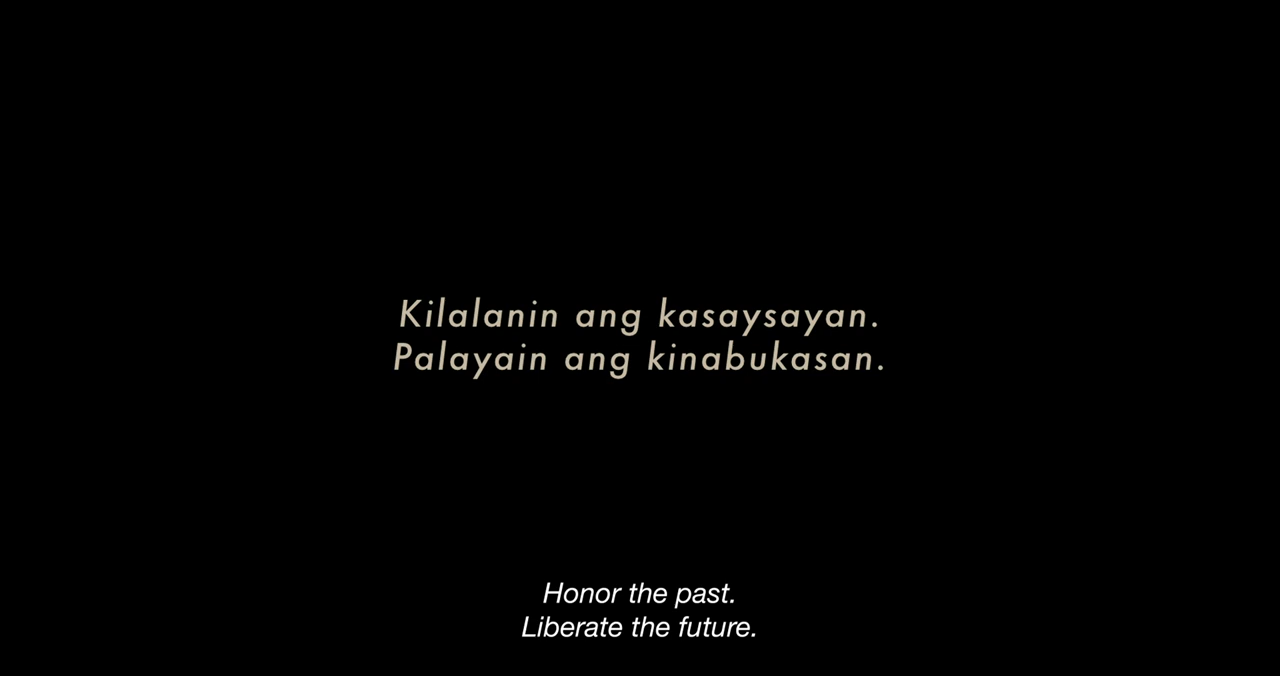 Kilalanin ang kasaysayan.
Palayain ang kinabukasan.
Honor the past.
Liberate the future.